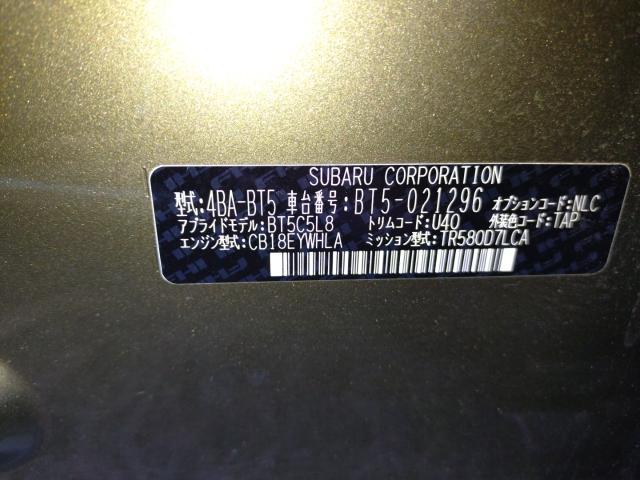 SUBARU CORPORATION
型式:4BA-BT5 車台番号:BT5-021296 オプションコード:NLC
アプライドモデル:BT5C5L8 トリムコード:U40 外装色コード:TAP
エンジン型式:CB18EYWHLA ミッション型式:TR580D7LCA